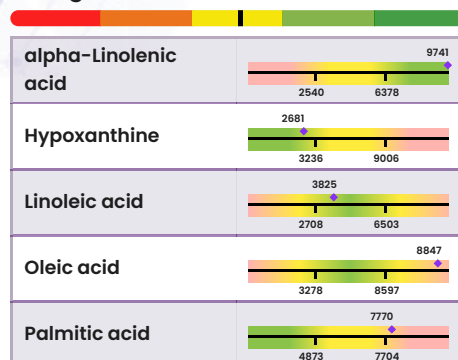 alpha-Linolenic
acid
9741
2540 6378
Hypoxanthine
2681
3236 9006
Linoleic acid
3825
2708 6503
Oleic acid
8847
3278 8597
Palmitic acid
7770
4873 7704